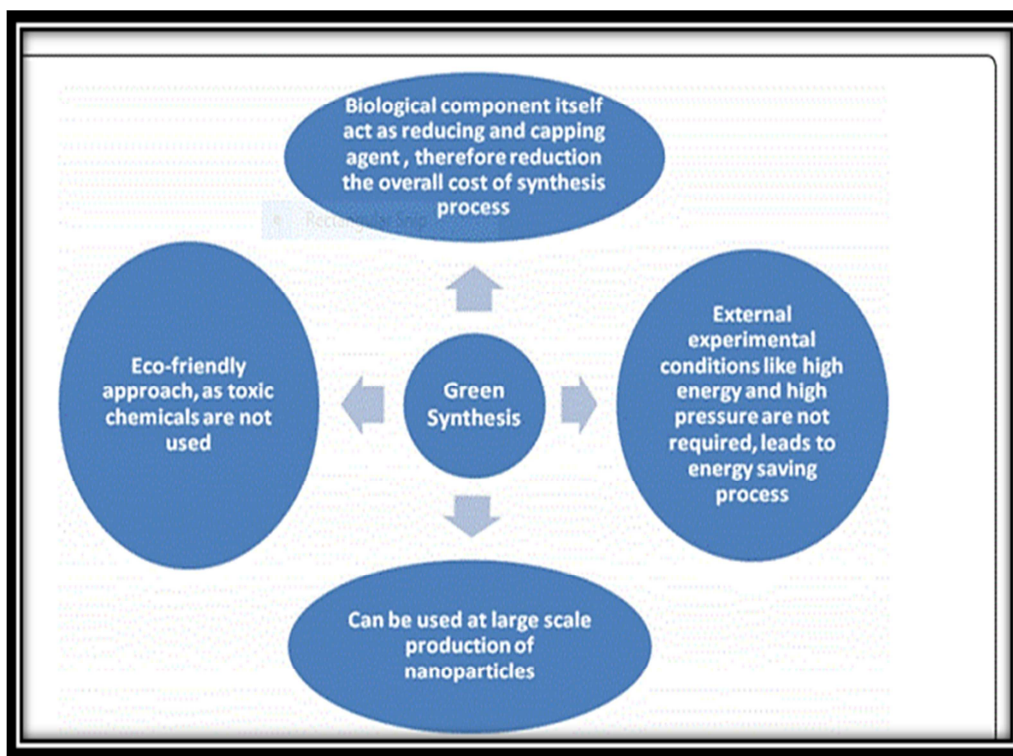 Biological component itself
act as reducing and capping
agent , therefore reduction
the overall cost of synthesis
process
Rectangular Snip
Eco-friendly
approach, as toxic
chemicals are not
used
Green
Synthesis
External
experimental
conditions like high
energy and high
pressure are not
required, leads to
energy saving
process
Can be used at large scale
production of
nanoparticles